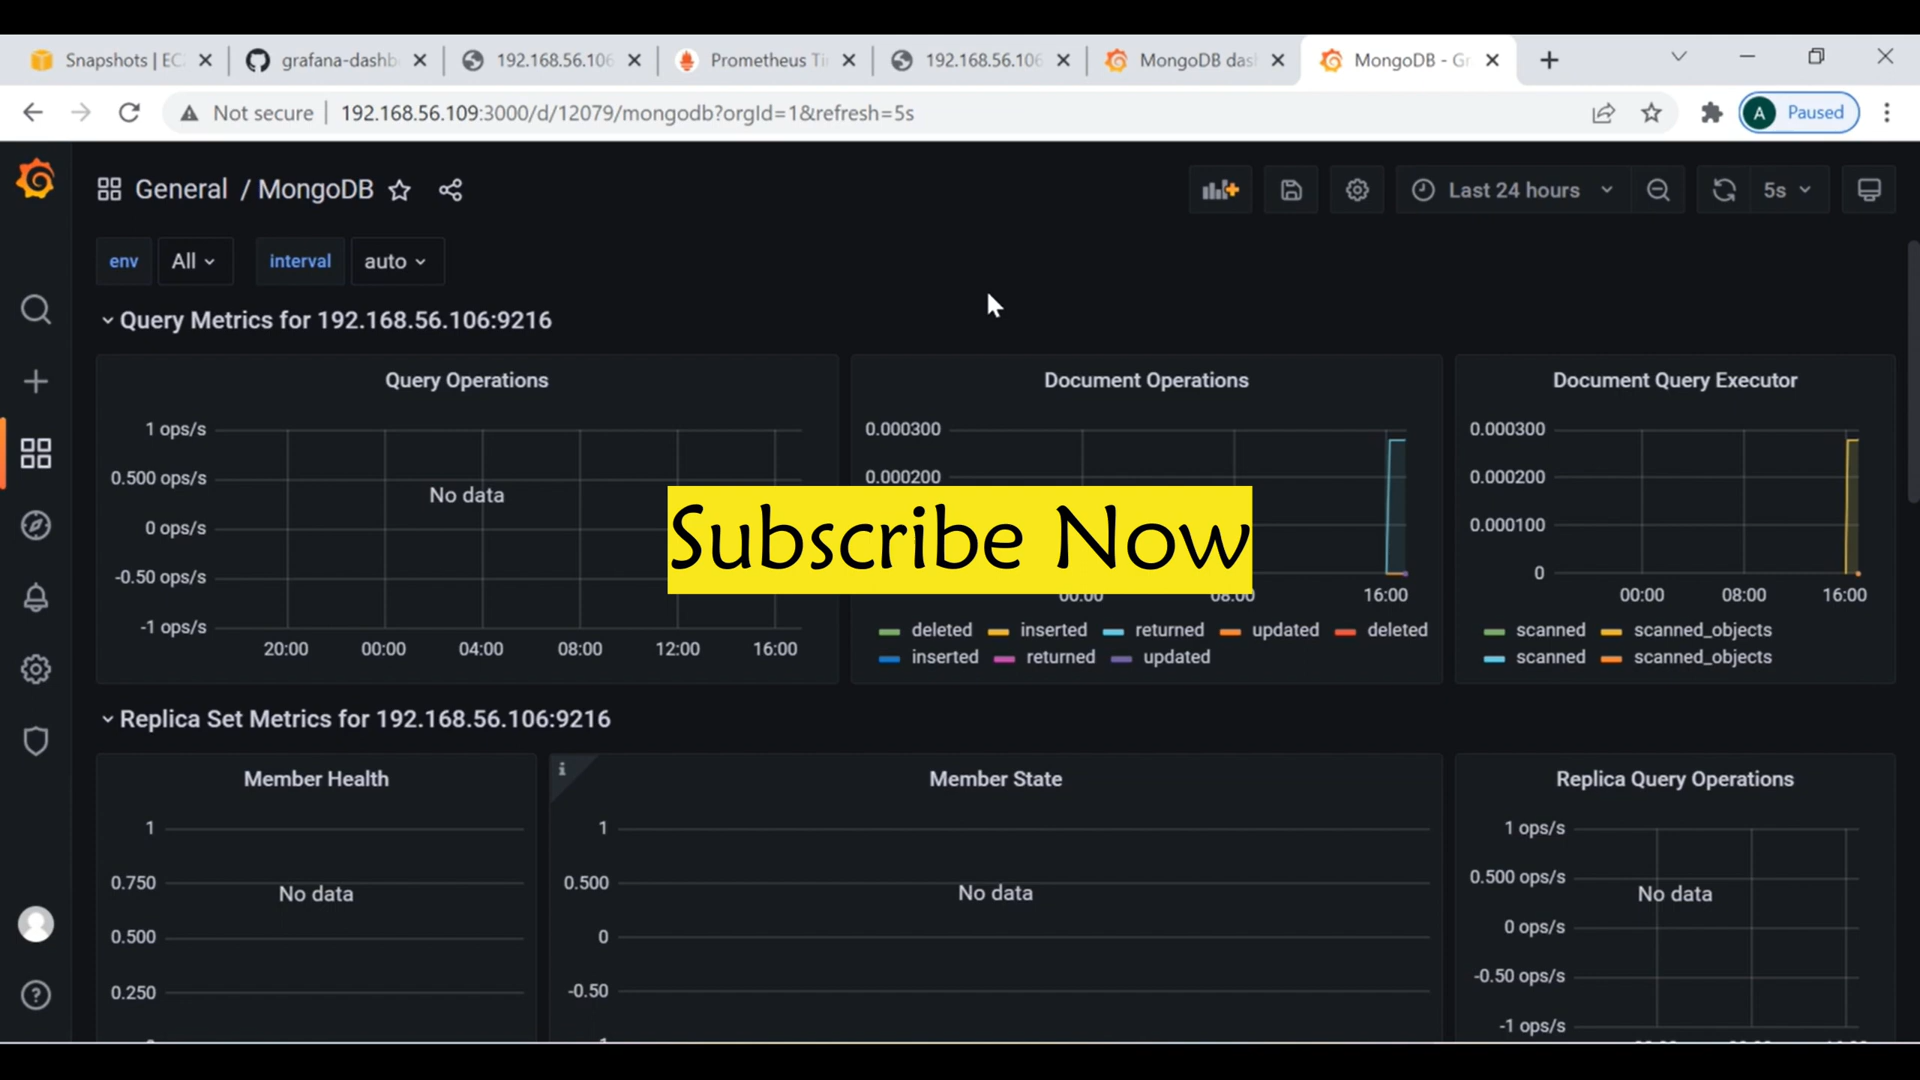 Snapshots | EC
grafana-dashb
192.168.56.106
Prometheus Ti
192.168.56.106
MongoDB das
MongoDB - Gr
Not secure
192.168.56.109:3000/d/12079/mongodb?orgId=1&refresh=5s
A
Paused
General / MongoDB
Last 24 hours
5s
env
All
interval
auto
Query Metrics for 192.168.56.106:9216
Query Operations
1 ops/s
0.500 ops/s
0 ops/s
-0.50 ops/s
-1 ops/s
No data
20:00 00:00 04:00 08:00 12:00 16:00
Document Operations
0.000300
0.000200
00:00 08:00 16:00
deleted inserted returned updated deleted
inserted returned updated
Document Query Executor
0.000300
0.000200
0.000100
0
00:00 08:00 16:00
scanned scanned_objects
scanned scanned_objects
Subscribe Now
Replica Set Metrics for 192.168.56.106:9216
Member Health
1
0.750
0.500
0.250
No data
i
Member State
1
0.500
0
-0.50
No data
Replica Query Operations
1 ops/s
0.500 ops/s
0 ops/s
-0.50 ops/s
-1 ops/s
No data